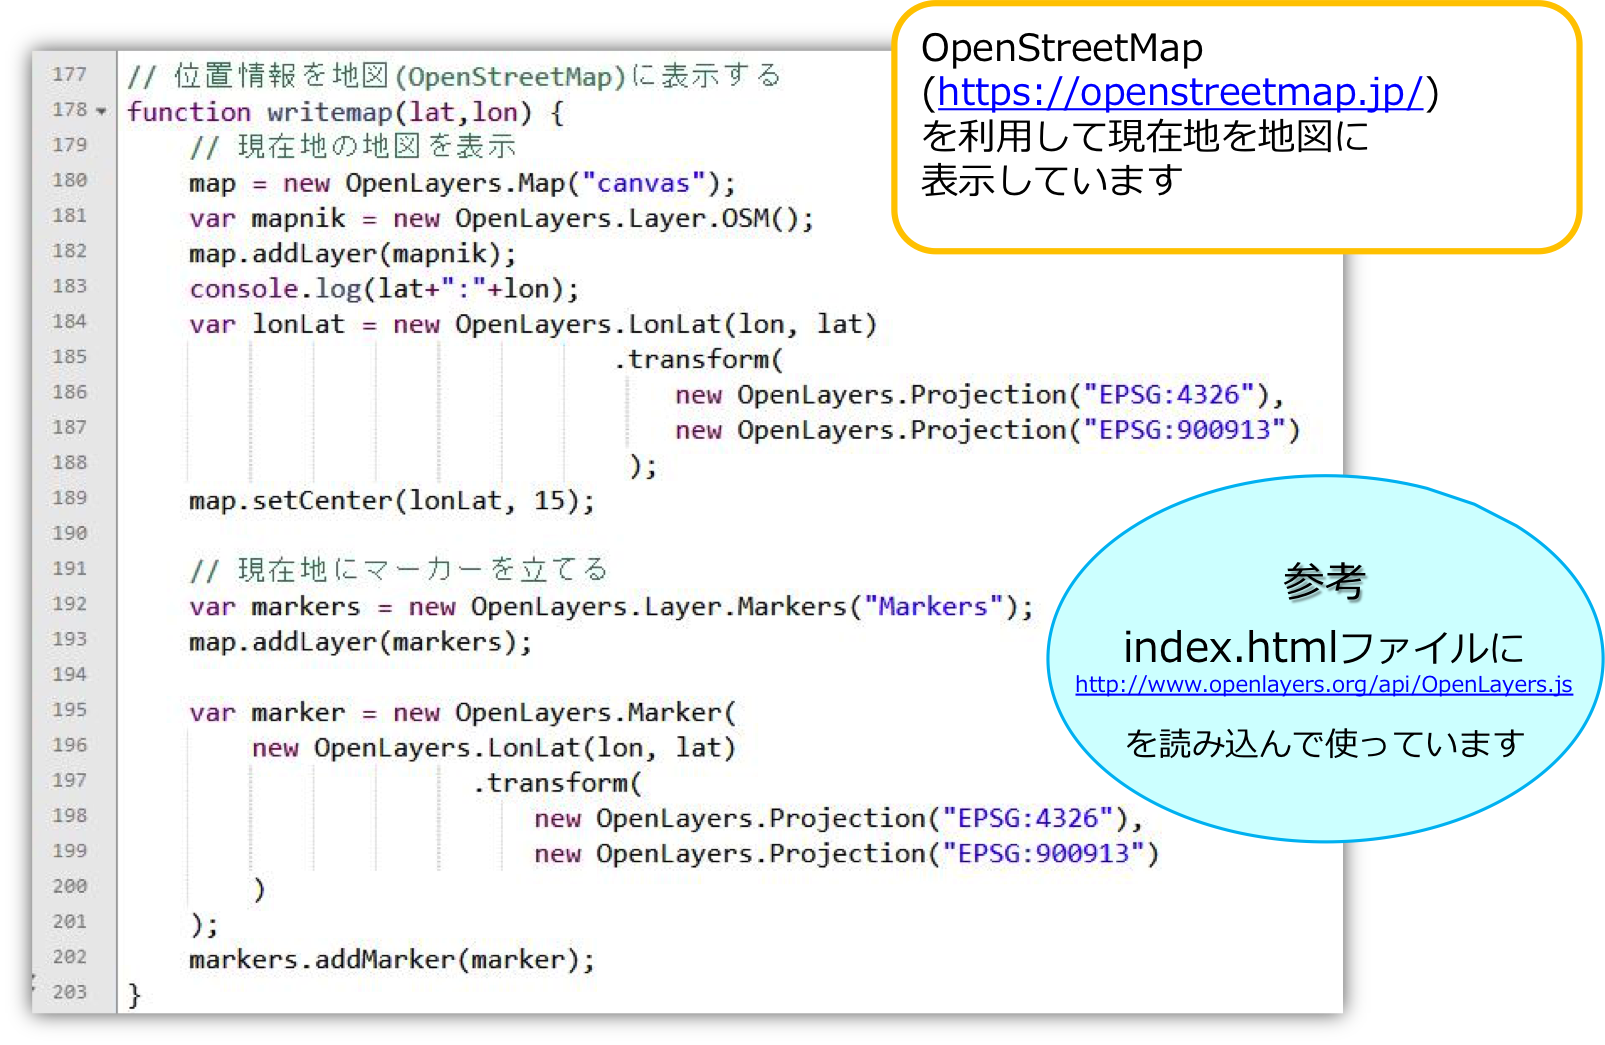 177 // 位置情報を地図(OpenStreetMap)に表示する
178 function writemap(lat,lon) {
179 // 現在地の地図を表示
180 map = new OpenLayers.Map("canvas");
181 var mapnik = new OpenLayers.Layer.OSM();
182 map.addLayer(mapnik);
183 console.log(lat+":"+lon);
184 var lonLat = new OpenLayers.LonLat(lon, lat)
185 .transform(
186 new OpenLayers.Projection("EPSG:4326"),
187 new OpenLayers.Projection("EPSG:900913")
188 );
189 map.setCenter(lonLat, 15);
190
191 // 現在地にマーカーを立てる
192 var markers = new OpenLayers.Layer.Markers("Markers");
193 map.addLayer(markers);
194
195 var marker = new OpenLayers.Marker(
196 new OpenLayers.LonLat(lon, lat)
197 .transform(
198 new OpenLayers.Projection("EPSG:4326"),
199 new OpenLayers.Projection("EPSG:900913")
200 )
201 );
202 markers.addMarker(marker);
203 }
OpenStreetMap
(https://openstreetmap.jp/)
を利用して現在地を地図に
表示しています
参考
index.htmlファイルに
http://www.openlayers.org/api/OpenLayers.js
を読み込んで使っています